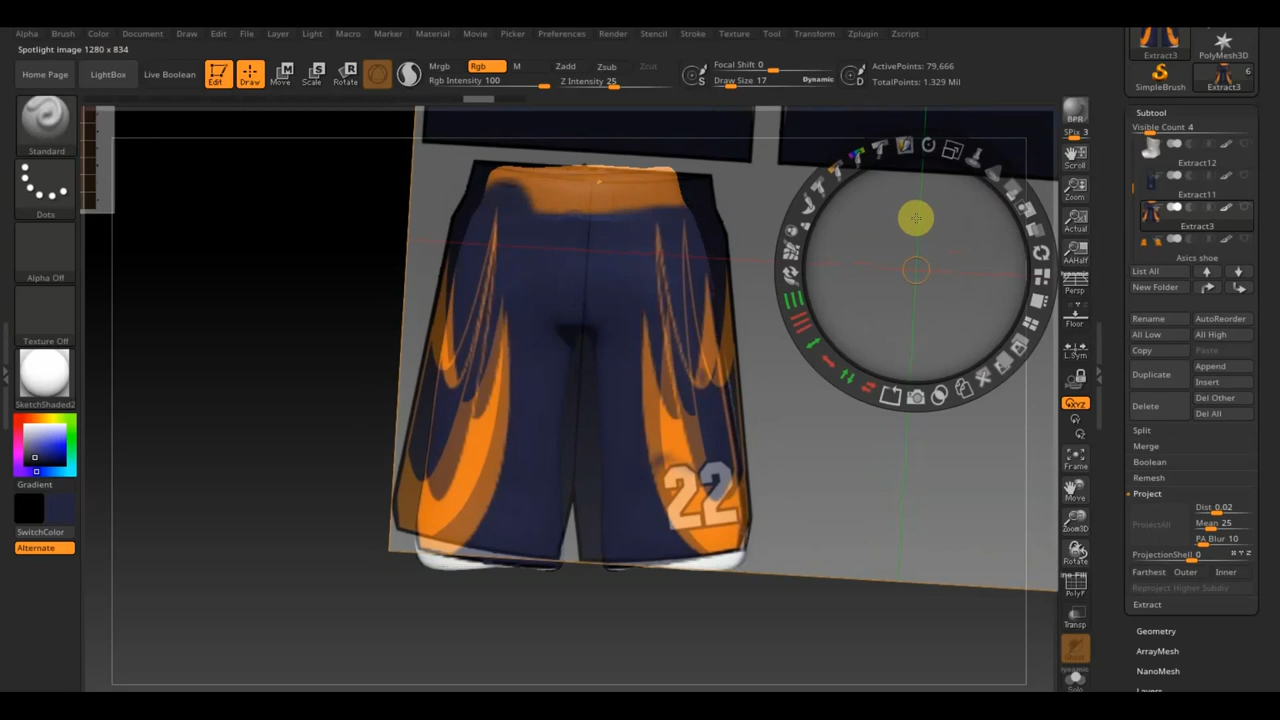 Alpha Brush Color Document Draw Edit File Layer Light Macro Marker Material Movie Picker Preferences Render Stencil Stroke Texture Tool Transform Zplugin Zscript
Spotlight image 1280 x 834
Home Page
LightBox
Live Boolean
Edit
Draw
Move
Scale
Rotate
Mrgb
Rgb
M
Rgb Intensity 100
Zadd
Zsub
Zcut
Z Intensity 25
Focal Shift 0
Draw Size 17
Dynamic
ActivePoints: 79,666
TotalPoints: 1.329 Mil
Standard
Dots
Alpha Off
Texture Off
SketchShaded2
Gradient
SwitchColor
Alternate
22
BPR
SPix 3
Scroll
Zoom
Actual
AAHalf
Persp
Floor
L.Sym
XYZ
Frame
Move
Zoom3D
Rotate
PolyF
Transp
Solo
Extract3
PolyMesh3D
SimpleBrush
6
Extract3
Subtool
Visible Count 4
Extract12
Extract11
Extract3
Asics shoe
List All
New Folder
Rename
AutoReorder
All Low
All High
Copy
Paste
Duplicate
Append
Insert
Delete
Del Other
Del All
Split
Merge
Boolean
Remesh
Project
ProjectAll
Dist 0.02
Mean 25
PA Blur 10
ProjectionShell 0
X Y Z
Farthest
Outer
Inner
Reproject Higher Subdiv
Extract
Geometry
ArrayMesh
NanoMesh